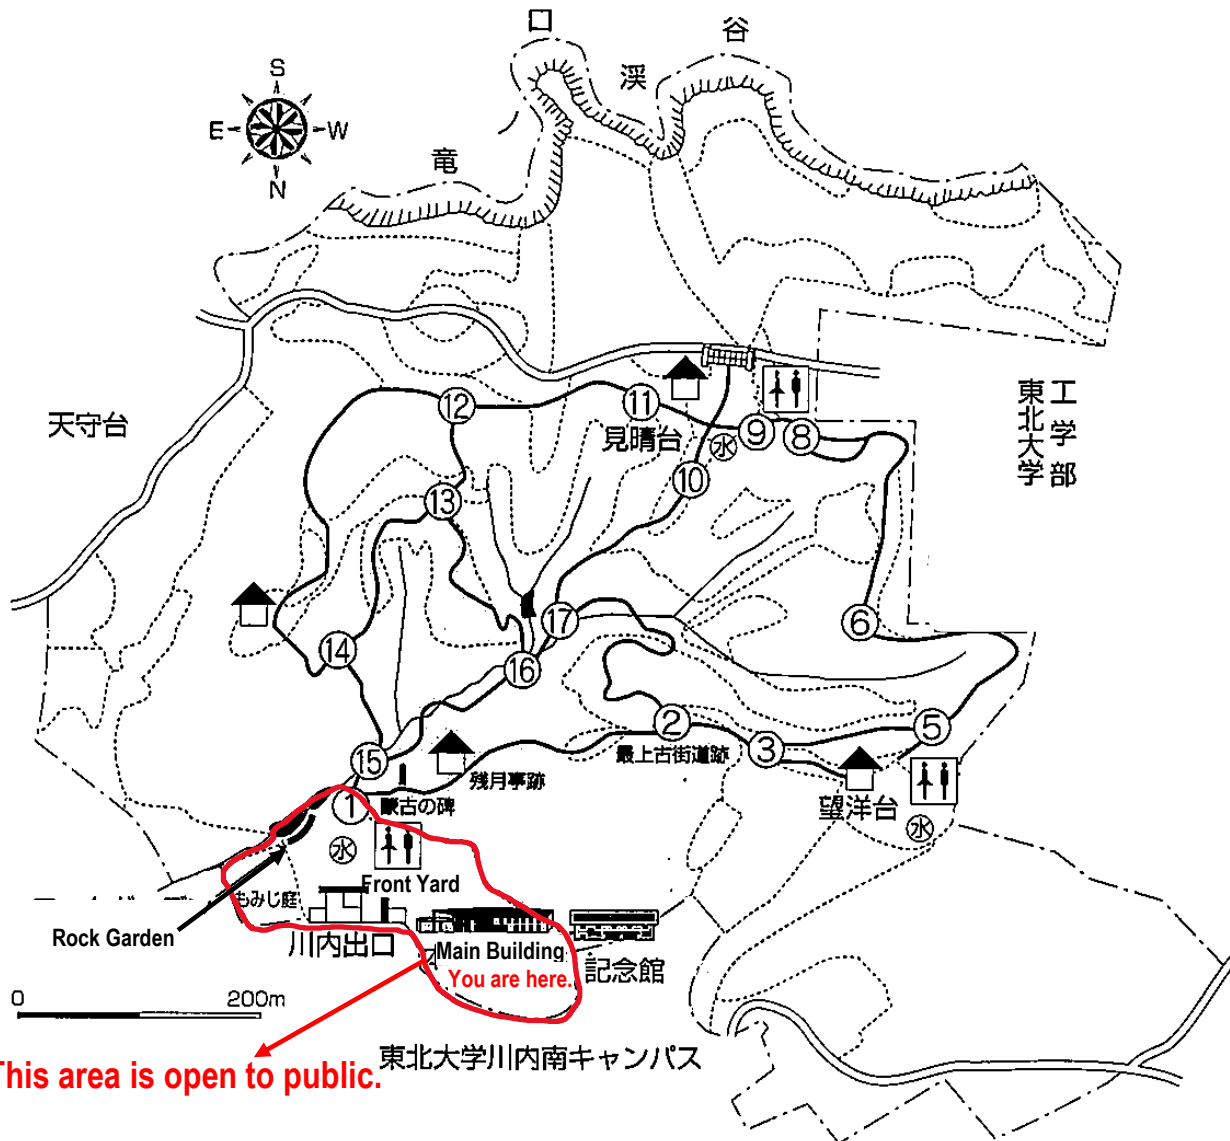 口
谷
渓
竜
S
E
W
N
天守台
工学部
東北大学
⑫
⑪
見晴台
⑨
⑧
水
⑩
⑬
⑰
⑥
⑭
⑯
②
⑤
③
最上古街道跡
⑮
残月亭跡
蒙古の碑
望洋台
①
水
水
Front Yard
もみじ庭
Rock Garden
川内出口
Main Building
You are here.
記念館
0
200m
東北大学川内南キャンパス
This area is open to public.